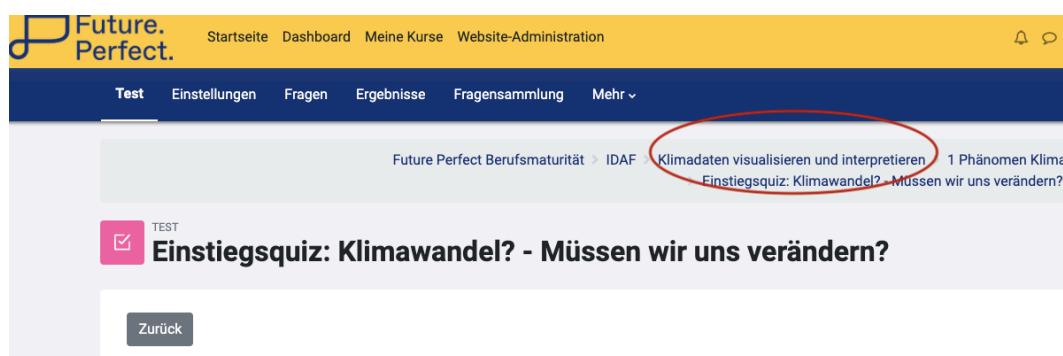 Future.
Perfect.
Startseite Dashboard Meine Kurse Website-Administration
Test Einstellungen Fragen Ergebnisse Fragensammlung Mehr
Future Perfect Berufsmaturität > IDAF > Klimadaten visualisieren und interpretieren > 1 Phänomen Klima
> Einstiegsquiz: Klimawandel? - Müssen wir uns verändern?
TEST
Einstiegsquiz: Klimawandel? - Müssen wir uns verändern?
Zurück